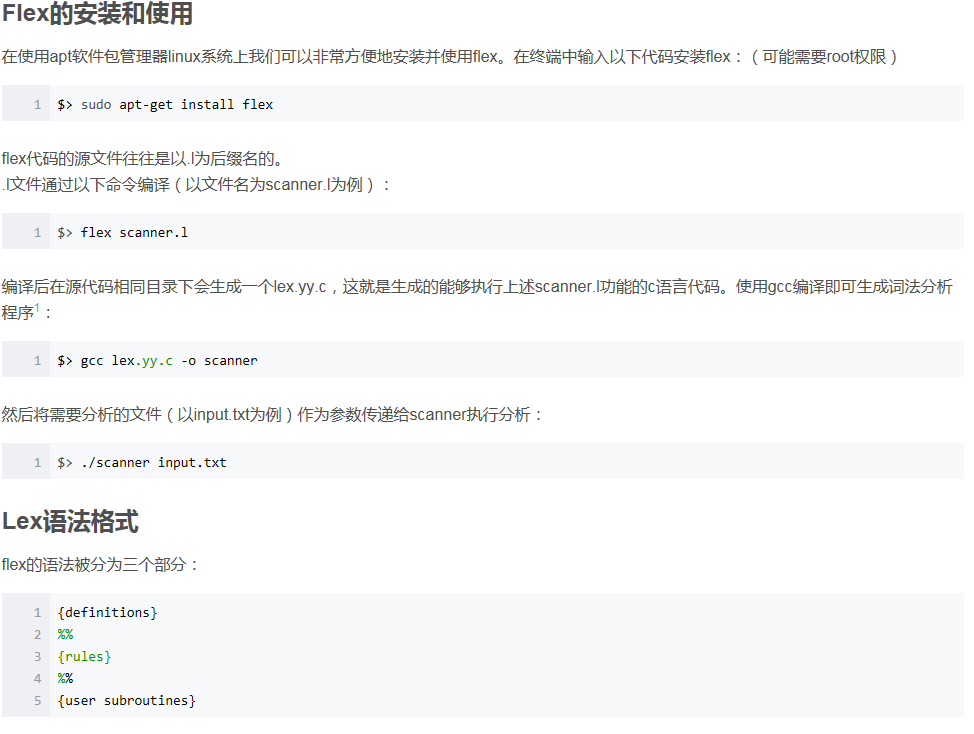 Flex的安装和使用
在使用apt软件包管理器linux系统上我们可以非常方便地安装并使用flex。在终端中输入以下代码安装flex：（可能需要root权限）
1 $> sudo apt-get install flex
flex代码的源文件往往是以.l为后缀名的。
.l文件通过以下命令编译（以文件名为scanner.l为例）：
1 $> flex scanner.l
编译后在源代码相同目录下会生成一个lex.yy.c，这就是生成的能够执行上述scanner.l功能的c语言代码。使用gcc编译即可生成词法分析
程序1：
1 $> gcc lex.yy.c -o scanner
然后将需要分析的文件（以input.txt为例）作为参数传递给scanner执行分析：
1 $> ./scanner input.txt
Lex语法格式
flex的语法被分为三个部分：
1 {definitions}
2 %%
3 {rules}
4 %%
5 {user subroutines}